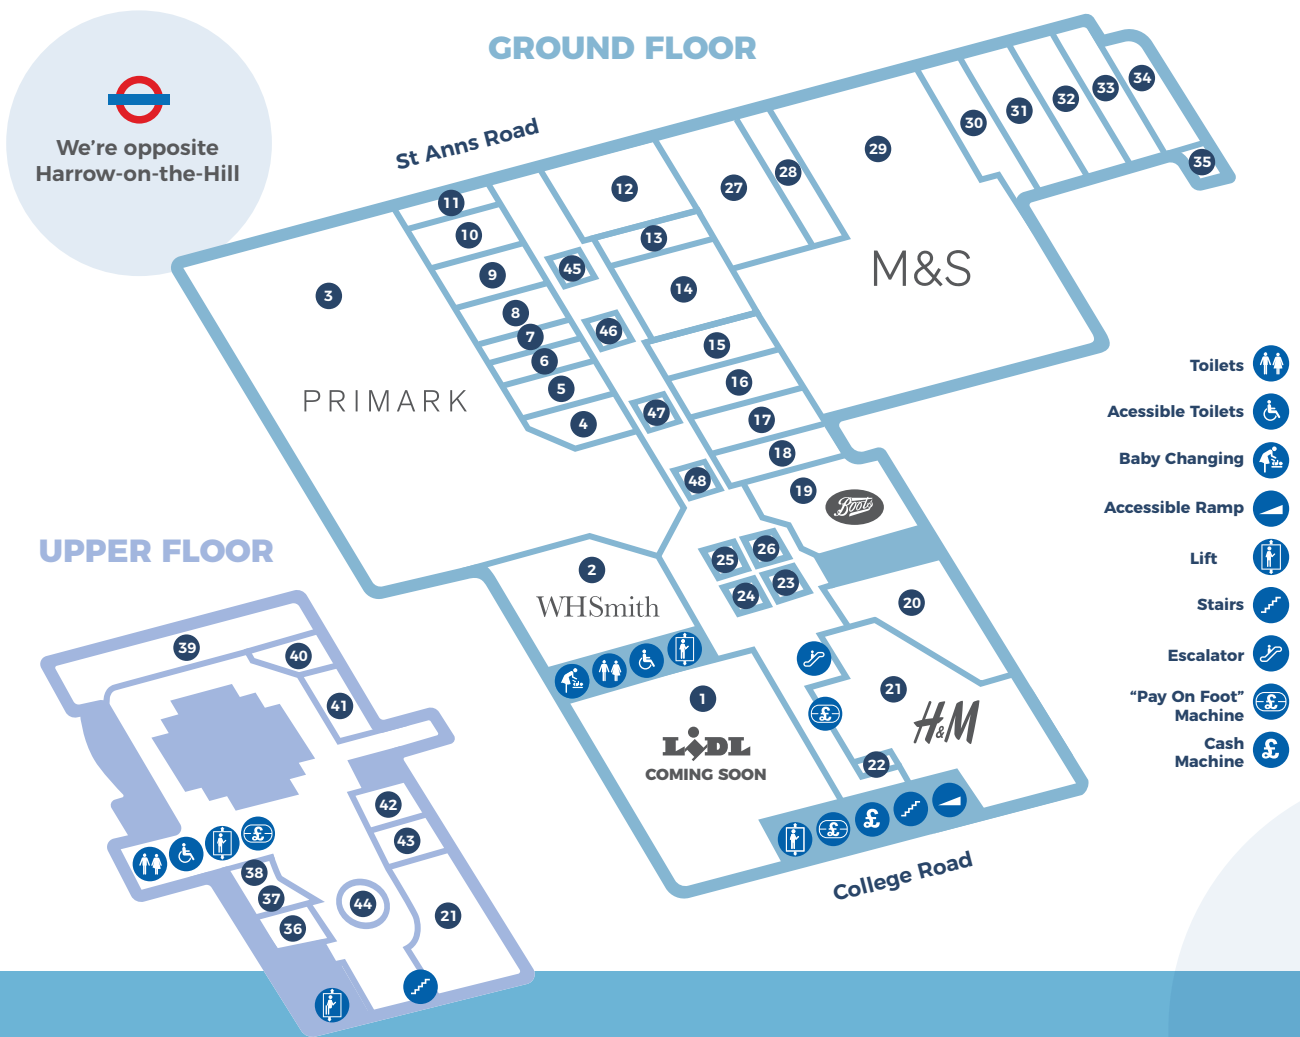 GROUND FLOOR
We're opposite
Harrow-on-the-Hill
St Anns Road
34
33
32
31
30
29
35
28
27
12
11
10
13
9
45
14
3
8
7
46
15
6
16
5
47
17
4
18
48
19
M&S
PRIMARK
Boots
Toilets
Acessible Toilets
Baby Changing
Accessible Ramp
Lift
Stairs
Escalator
“Pay On Foot”
Machine
Cash
Machine
£
£
26
25
2
23
24
20
WHSmith
21
1
£
H&M
LIDL
COMING SOON
22
£
£
College Road
UPPER FLOOR
39
40
41
42
43
£
38
37
44
36
21